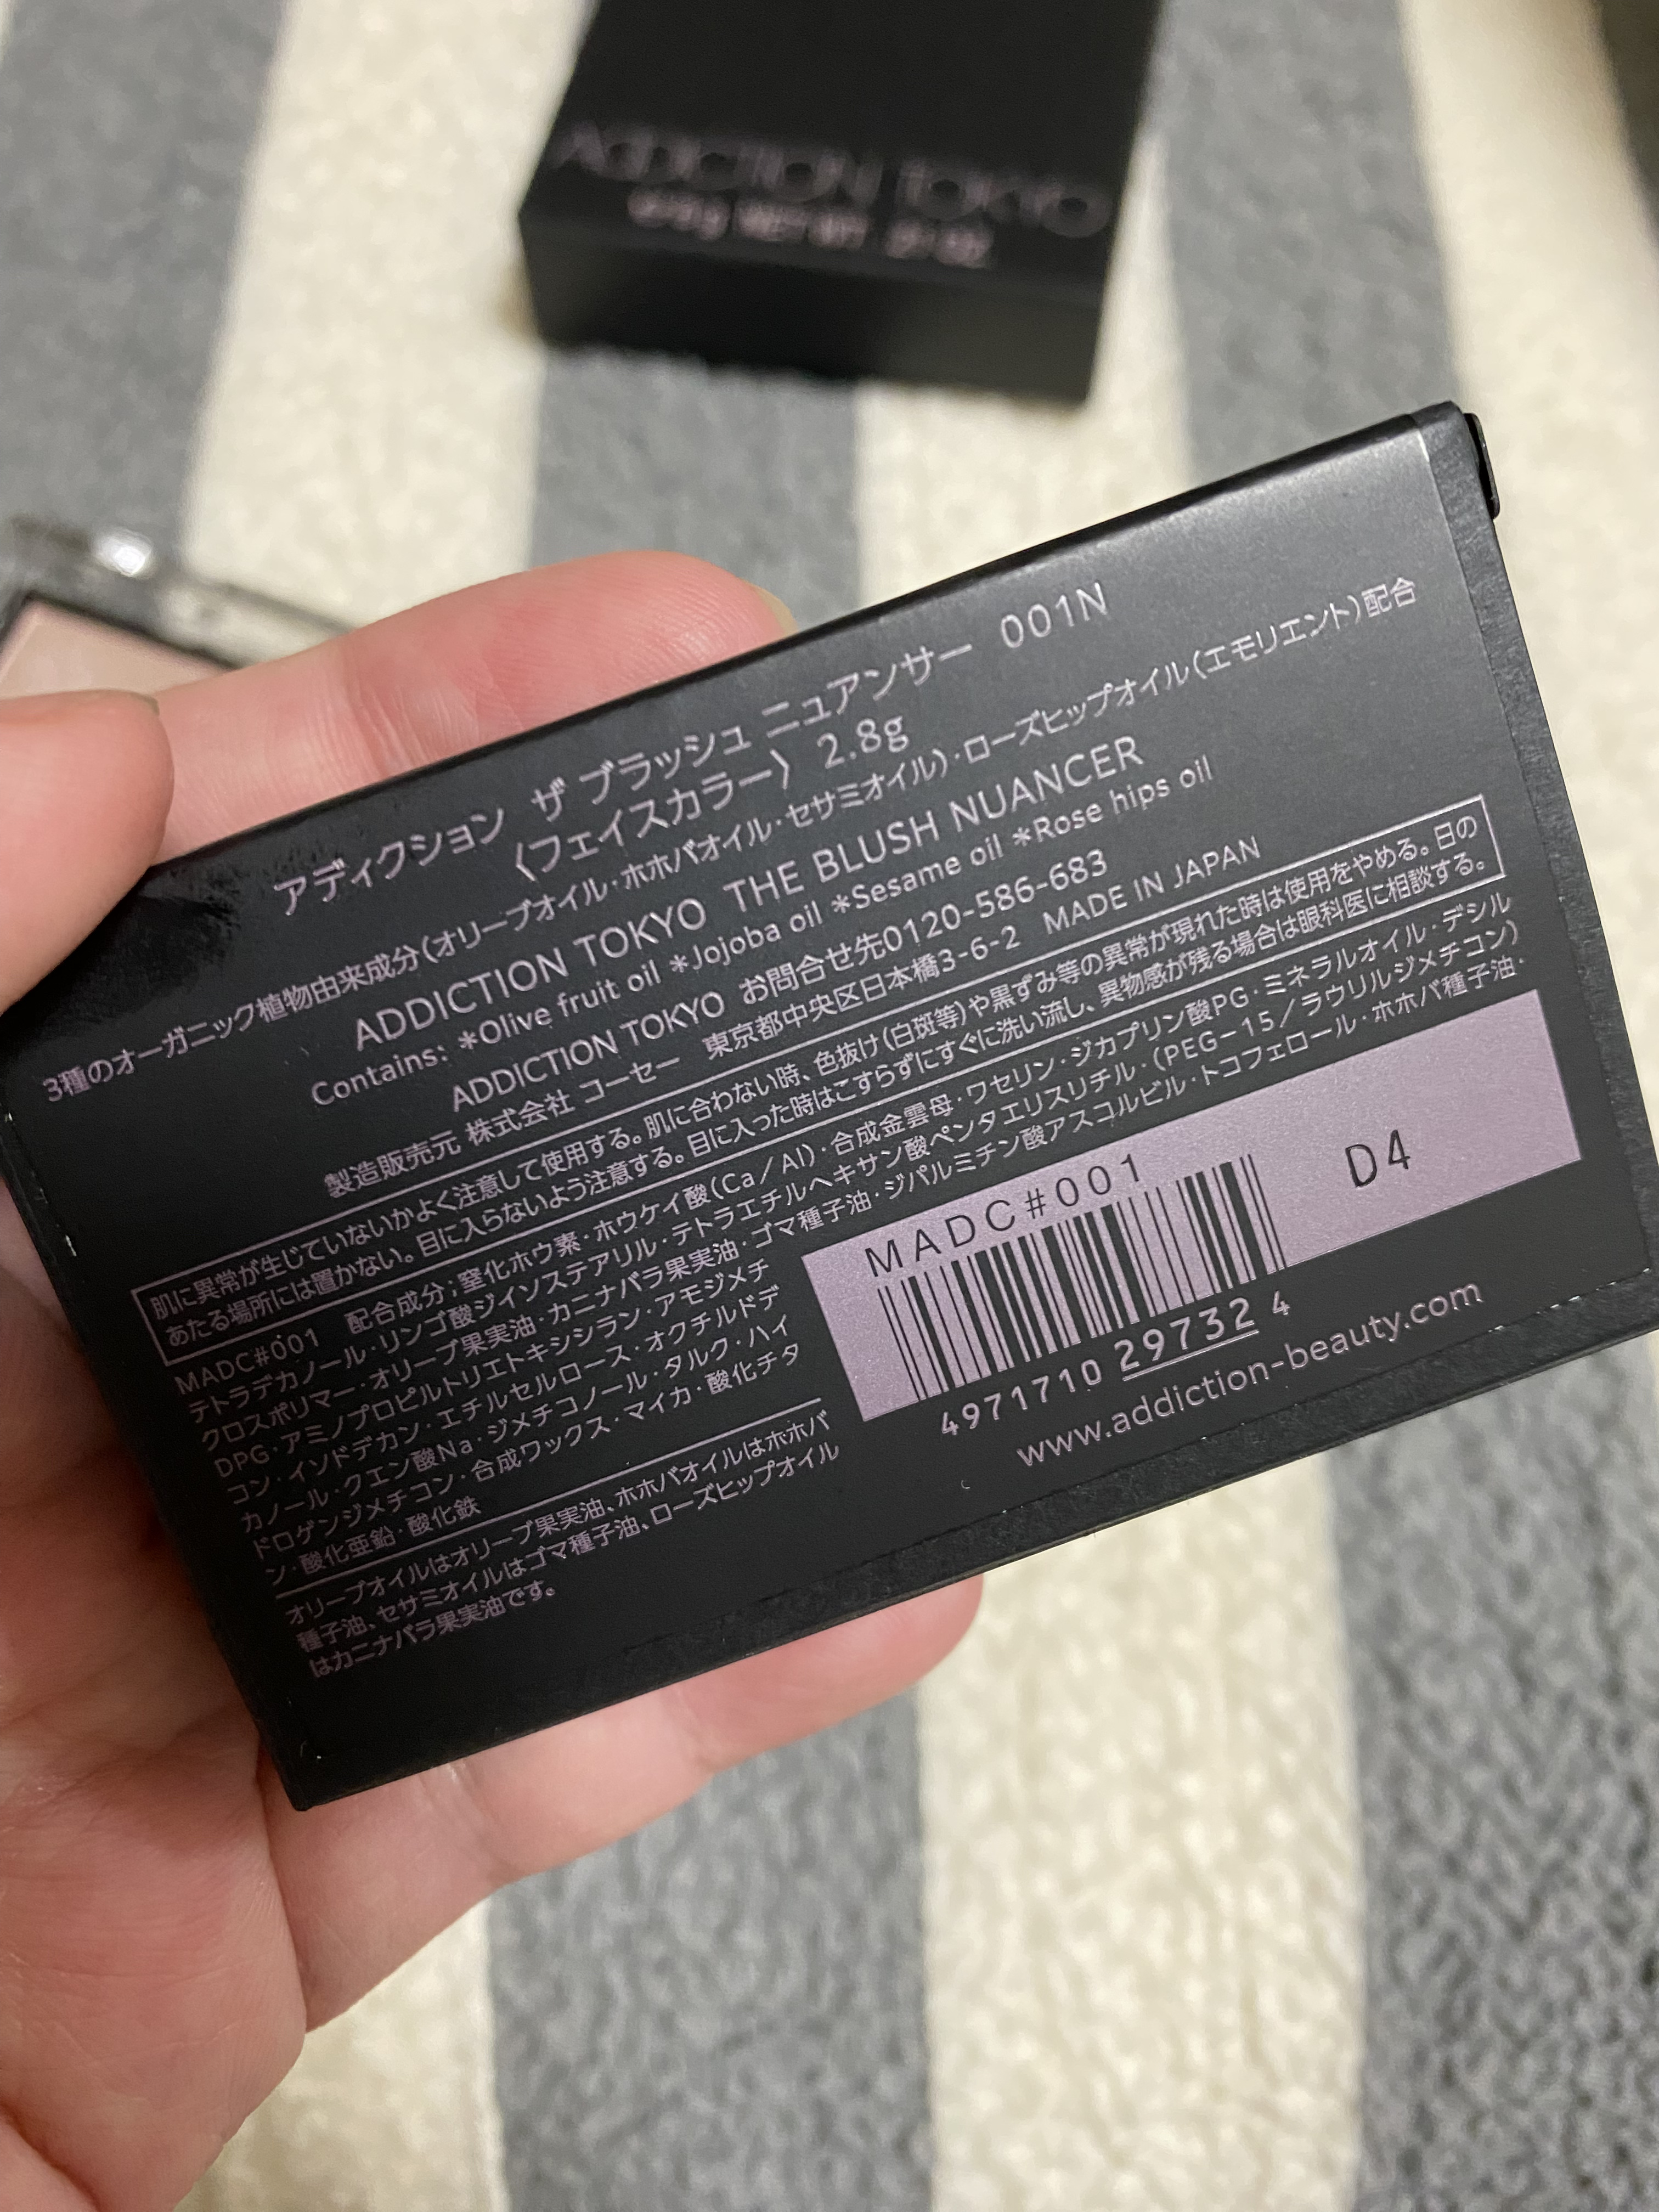 ADDICTION TOKYO
アディクション ザ ブラッシュ ニュアンサー 001N
〈フェイスカラー〉 2.8g
3種のオーガニック植物由来成分(オリーブオイル・ホホバオイル・セサミオイル)・ローズヒップオイル(エモリエント)配合
ADDICTION TOKYO THE BLUSH NUANCER
Contains: *Olive fruit oil *Jojoba oil *Sesame oil *Rose hips oil
ADDICTION TOKYO お問合せ先0120-586-683
製造販売元 株式会社 コーセー 東京都中央区日本橋3-6-2 MADE IN JAPAN
肌に異常が生じていないかよく注意して使用する。肌に合わない時、色抜け(白斑等)や黒ずみ等の異常が現れた時は使用をやめる。日の
あたる場所には置かない。目に入らないよう注意する。目に入った時はこすらずにすぐに洗い流し、異物感が残る場合は眼科医に相談する。
MADC#001 配合成分;窒化ホウ素・ホウケイ酸(Ca/Al)・合成金雲母・ワセリン・ジカプリン酸PG・ミネラルオイル・デシル
テトラデカノール・リンゴ酸ジイソステアリル・テトラエチルヘキサン酸ペンタエリスリチル・(PEG-15/ラウリルジメチコン)
クロスポリマー・オリーブ果実油・カニナバラ果実油・ゴマ種子油・ジパルミチン酸アスコルビル・トコフェロール・ホホバ種子油・
DPG・アミノプロピルトリエトキシシラン・アモジメチ
コン・イソドデカン・エチルセルロース・オクチルドデ
カノール・クエン酸Na・ジメチコノール・タルク・ハイ
ドロゲンジメチコン・合成ワックス・マイカ・酸化チタ
ン・酸化亜鉛・酸化鉄
オリーブオイルはオリーブ果実油、ホホバオイルはホホバ
種子油、セサミオイルはゴマ種子油、ローズヒップオイル
はカニナバラ果実油です。
MADC#001
D4
4971710 29732 4
www.addiction-beauty.com